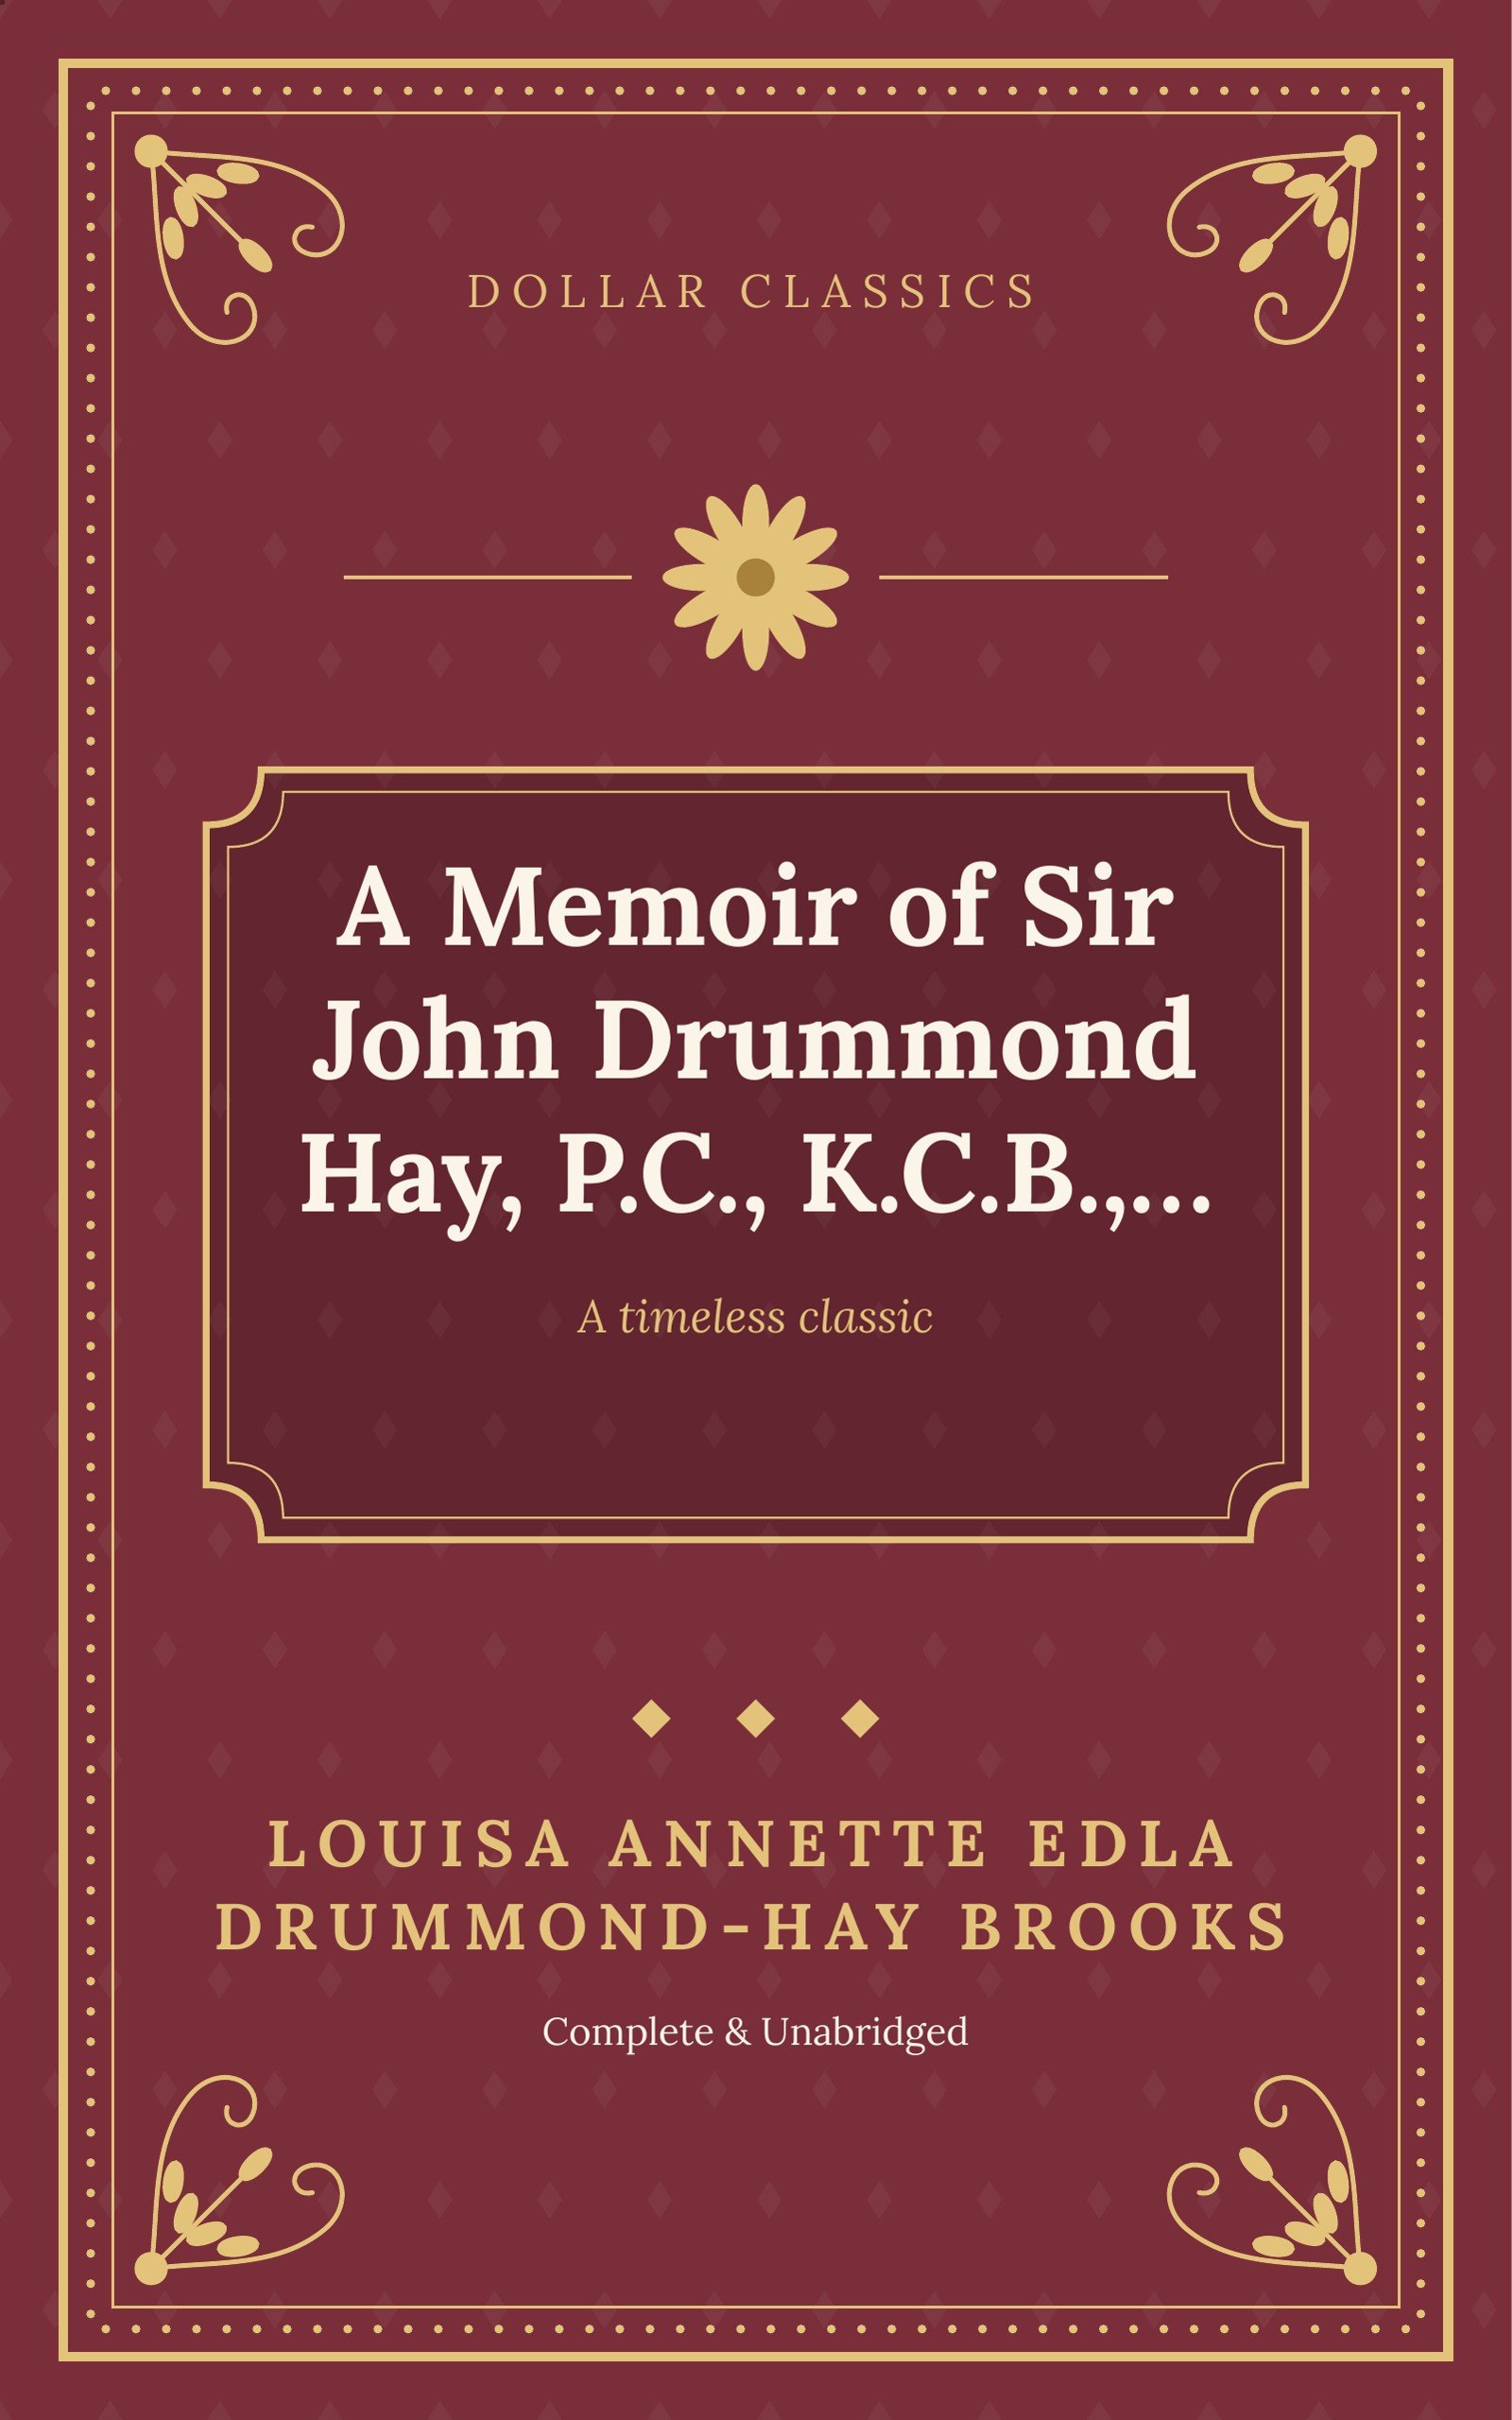 DOLLAR CLASSICS
A Memoir of Sir
John Drummond
Hay, P.C., K.C.B.,...
A timeless classic
LOUISA ANNETTE EDLA
DRUMMOND-HAY BROOKS
Complete & Unabridged